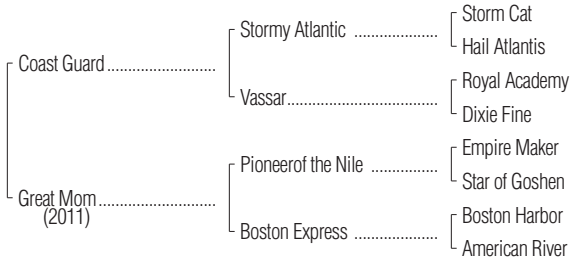 Storm Cat
Stormy Atlantic ..................
Hail Atlantis
Coast Guard........................
Royal Academy
Vassar.................................
Dixie Fine
Empire Maker
Pioneerof the Nile ..............
Star of Goshen
Great Mom..........................
(2011)
Boston Harbor
Boston Express ..................
American River